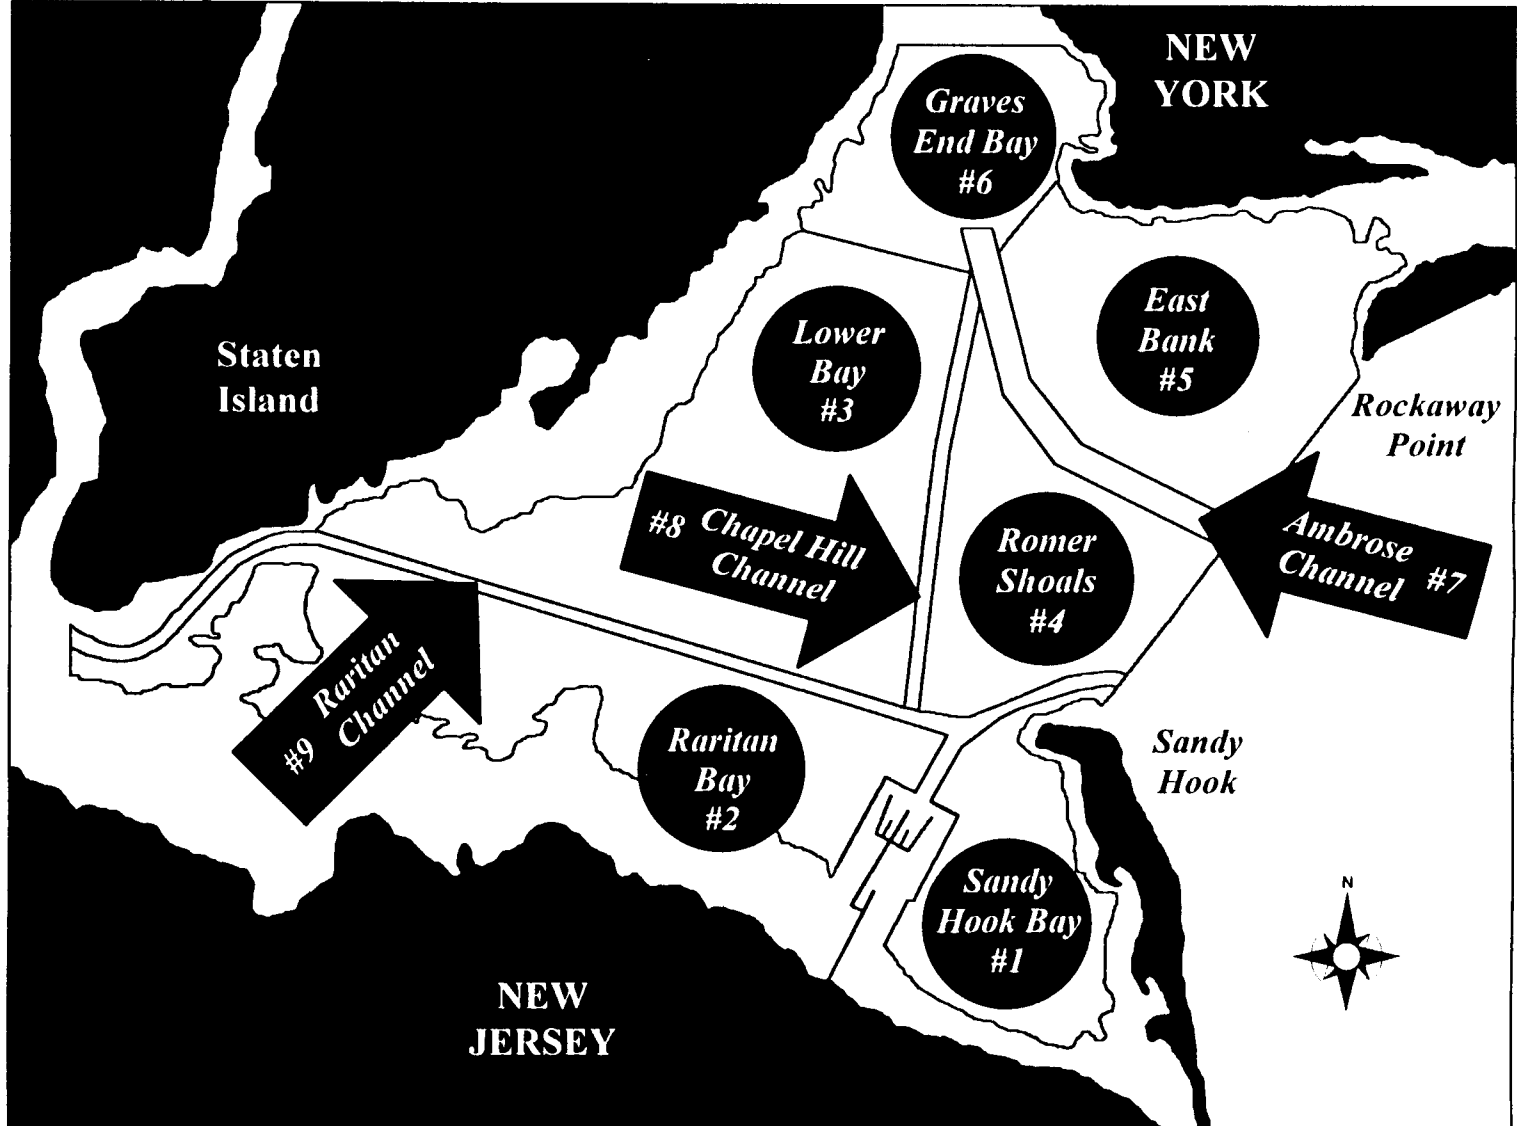 NEW
YORK
Graves
End Bay
#6
East
Bank
#5
Lower
Bay
#3
Staten
Island
Rockaway
Point
#8 Chapel Hill
Channel
Romer
Shoals
#4
Ambrose
Channel #7
#9 Raritan
Channel
Raritan
Bay
#2
Sandy
Hook
Sandy
Hook Bay
#1
N
NEW
JERSEY